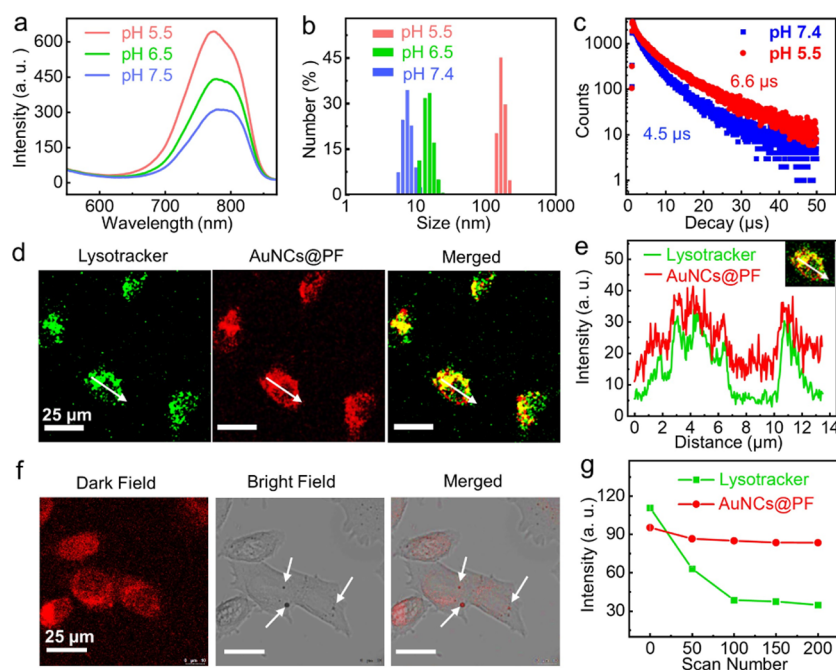 a
Intensity (a. u.)
600
450
300
150
0
pH 5.5
pH 6.5
pH 7.5
600
700
800
Wavelength (nm)
b
Number (%)
45
30
15
0
pH 5.5
pH 6.5
pH 7.4
1
10
100
1000
Size (nm)
c
Counts
1000
100
10
1
pH 7.4
pH 5.5
6.6 µs
4.5 µs
0
10
20
30
40
50
Decay (µs)
d
Lysotracker
AuNCs@PF
Merged
25 µm
e
Intensity (a. u.)
50
40
30
20
10
0
Lysotracker
AuNCs@PF
0
2
4
6
8
10
12
14
Distance (µm)
f
Dark Field
Bright Field
Merged
25 µm
g
Intensity (a. u.)
120
90
60
30
Lysotracker
AuNCs@PF
0
50
100
150
200
Scan Number